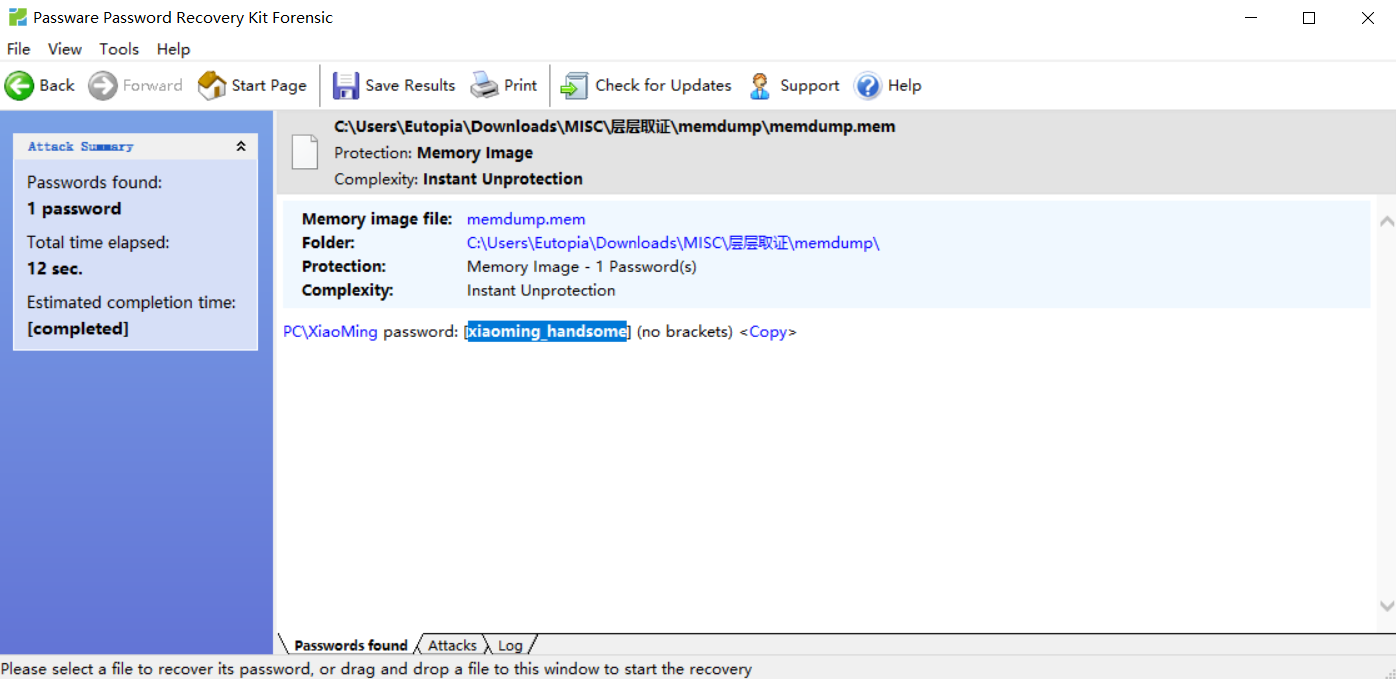 Passware Password Recovery Kit Forensic
File View Tools Help
Back Forward Start Page Save Results Print Check for Updates Support Help
Attack Summary
Passwords found:
1 password
Total time elapsed:
12 sec.
Estimated completion time:
[completed]
C:\Users\Eutopia\Downloads\MISC\层层取证\memdump\memdump.mem
Protection: Memory Image
Complexity: Instant Unprotection
Memory image file: memdump.mem
Folder: C:\Users\Eutopia\Downloads\MISC\层层取证\memdump\
Protection: Memory Image - 1 Password(s)
Complexity: Instant Unprotection
PC\XiaoMing password: [xiaoming_handsome] (no brackets) <Copy>
Passwords found Attacks Log
Please select a file to recover its password, or drag and drop a file to this window to start the recovery